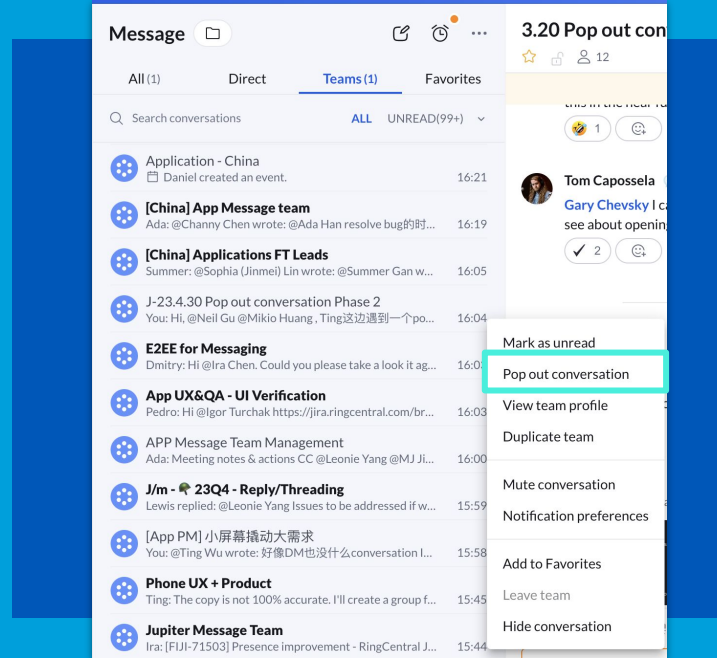 Message
All (1)
Direct
Teams (1)
Favorites
Search conversations
ALL
UNREAD(99+)
Application - China
Daniel created an event.
16:21
[China] App Message team
Ada: @Channy Chen wrote: @Ada Han resolve bug的时...
16:19
[China] Applications FT Leads
Summer: @Sophia (Jinmei) Lin wrote: @Summer Gan w...
16:05
J-23.4.30 Pop out conversation Phase 2
You: Hi, @Neil Gu @Mikio Huang , Ting这边遇到一个po...
16:04
E2EE for Messaging
Dmitry: Hi @Ira Chen. Could you please take a look it ag...
16:0
App UX&QA - UI Verification
Pedro: Hi @Igor Turchak https://jira.ringcentral.com/br...
16:03
APP Message Team Management
Ada: Meeting notes & actions CC @Leonie Yang @MJ Ji...
16:00
J/m - 🪖 23Q4 - Reply/Threading
Lewis replied: @Leonie Yang Issues to be addressed if w...
15:59
[App PM] 小屏幕撬动大需求
You: @Ting Wu wrote: 好像DM也没什么conversation l...
15:58
Phone UX + Product
Ting: The copy is not 100% accurate. I'll create a group f...
15:45
Jupiter Message Team
Ira: [FIJI-71503] Presence improvement - RingCentral J...
15:44
3.20 Pop out con
12
1
Tom Capossela
Gary Chevsky I ca
see about openin
2
Mark as unread
Pop out conversation
View team profile
Duplicate team
Mute conversation
Notification preferences
Add to Favorites
Leave team
Hide conversation